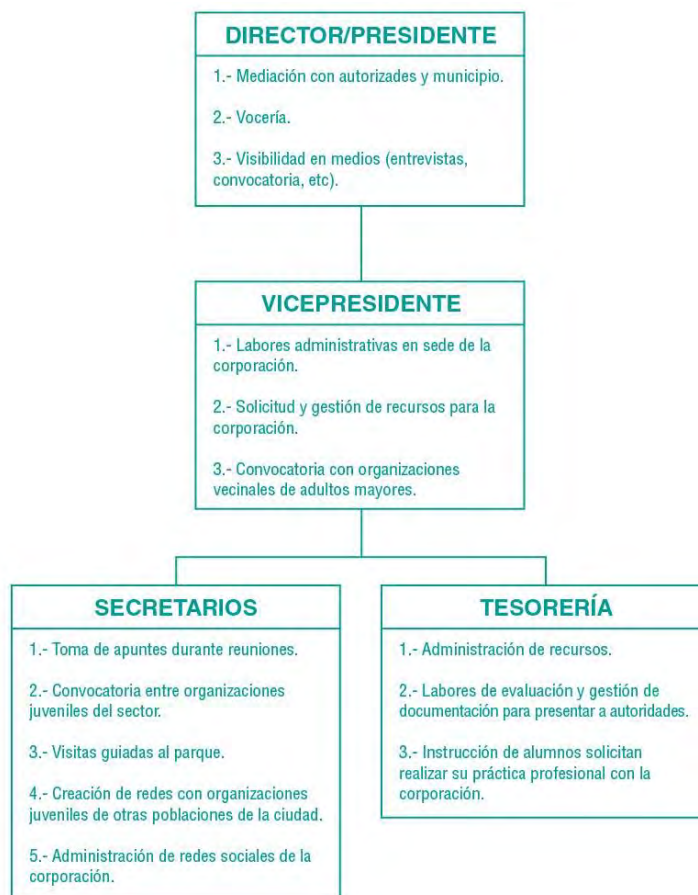 DIRECTOR/PRESIDENTE
1.- Mediación con autorizades y municipio.
2.- Vocería.
3.- Visibilidad en medios (entrevistas,
convocatoria, etc).
VICEPRESIDENTE
1.- Labores administrativas en sede de la
corporación.
2.- Solicitud y gestión de recursos para la
corporación.
3.- Convocatoria con organizaciones
vecinales de adultos mayores.
SECRETARIOS
1.- Toma de apuntes durante reuniones.
2.- Convocatoria entre organizaciones
juveniles del sector.
3.- Visitas guiadas al parque.
4.- Creación de redes con organizaciones
juveniles de otras poblaciones de la ciudad.
5.- Administración de redes sociales de la
corporación.
TESORERÍA
1.- Administración de recursos.
2.- Labores de evaluación y gestión de
documentación para presentar a autoridades.
3.- Instrucción de alumnos solicitan
realizar su práctica profesional con la
corporación.